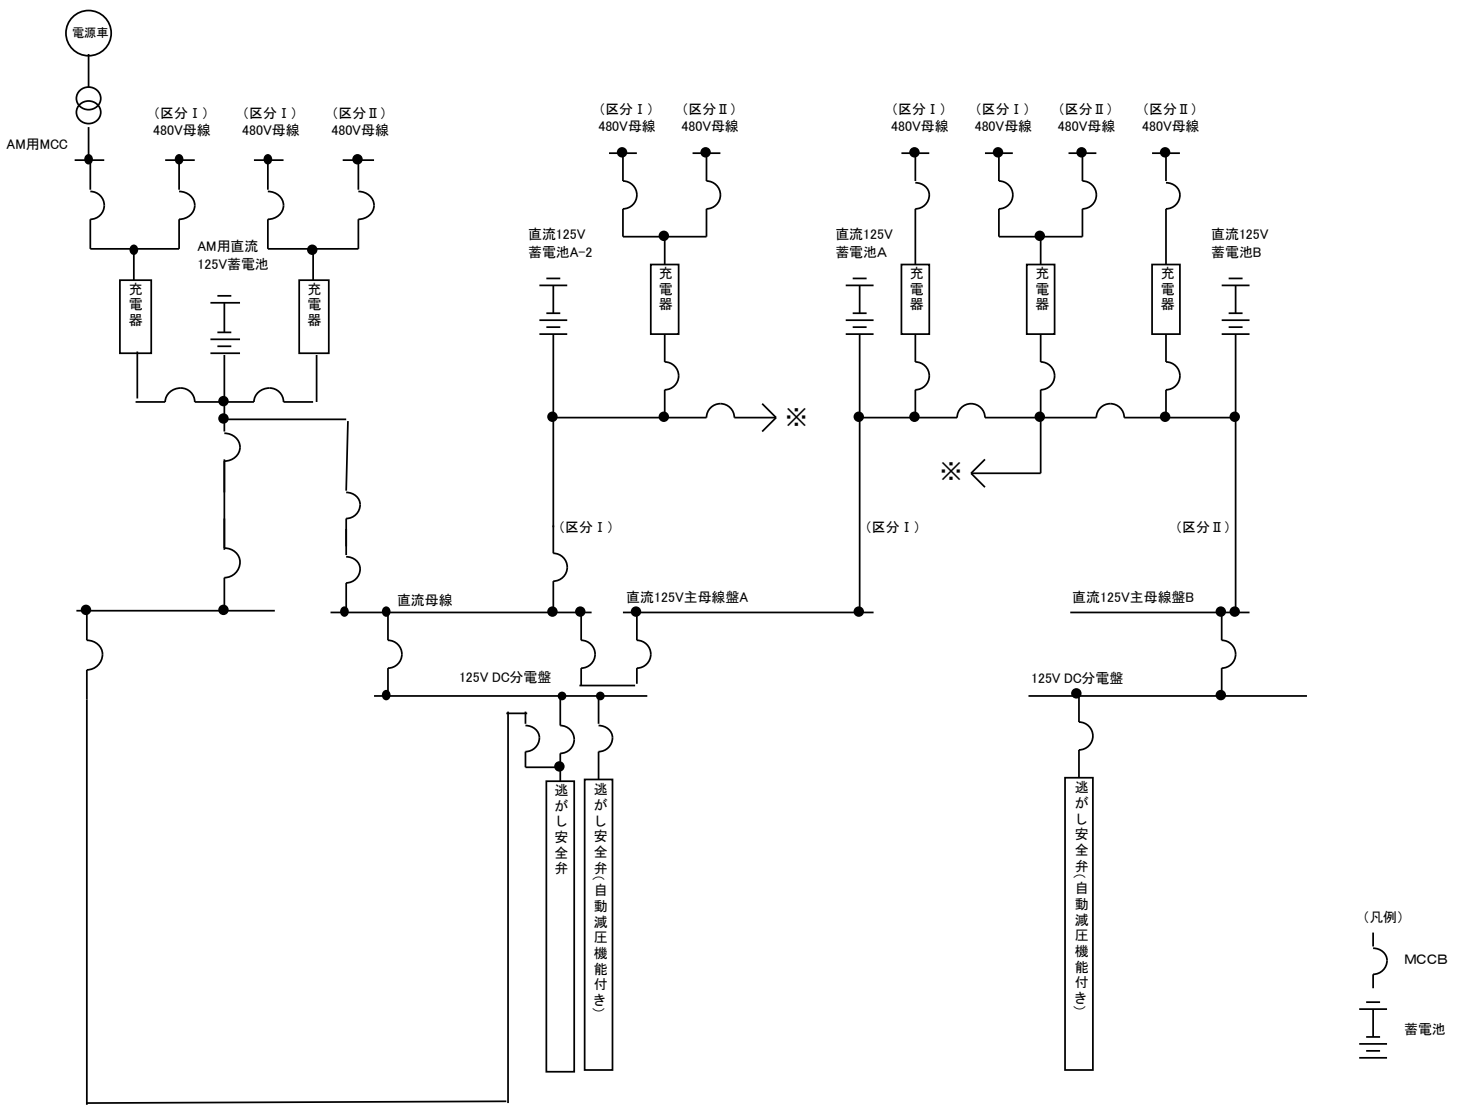 電源車
AM用MCC
(区分Ⅰ)
480V母線
(区分Ⅰ)
480V母線
(区分Ⅱ)
480V母線
(区分Ⅰ)
480V母線
(区分Ⅱ)
480V母線
(区分Ⅰ)
480V母線
(区分Ⅰ)
480V母線
(区分Ⅱ)
480V母線
(区分Ⅱ)
480V母線
AM用直流
125V蓄電池
直流125V
蓄電池A-2
直流125V
蓄電池A
直流125V
蓄電池B
充電器
充電器
充電器
充電器
充電器
充電器
※
※
(区分Ⅰ)
(区分Ⅰ)
(区分Ⅱ)
直流母線
直流125V主母線盤A
直流125V主母線盤B
125V DC分電盤
125V DC分電盤
逃がし安全弁
逃がし安全弁(自動減圧機能付き)
逃がし安全弁(自動減圧機能付き)
(凡例)
MCCB
蓄電池